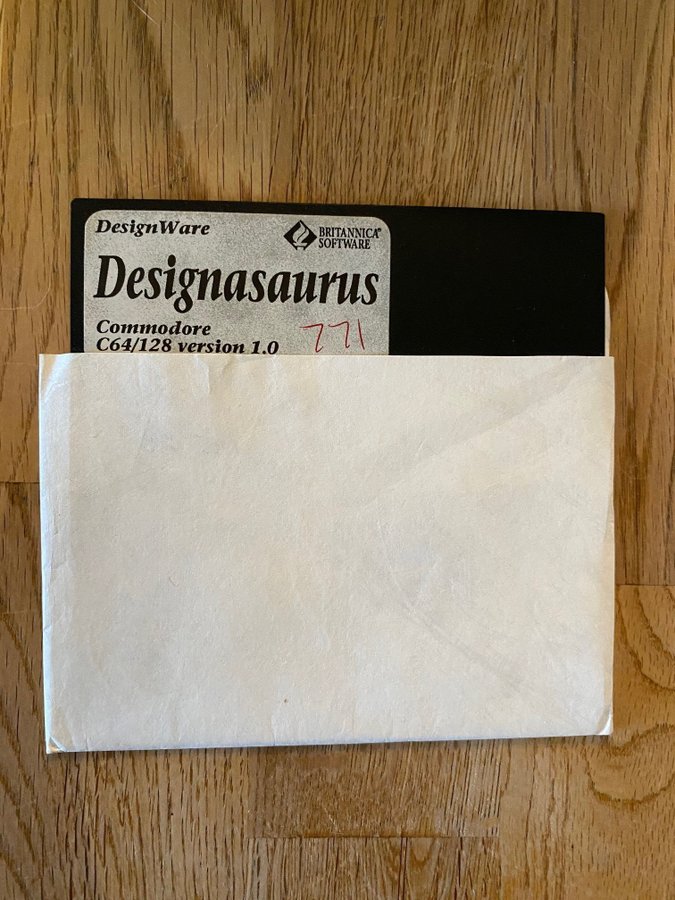 DesignWare
BRITANNICA®
SOFTWARE
Designasaurus
Commodore
C64/128 version 1.0
771